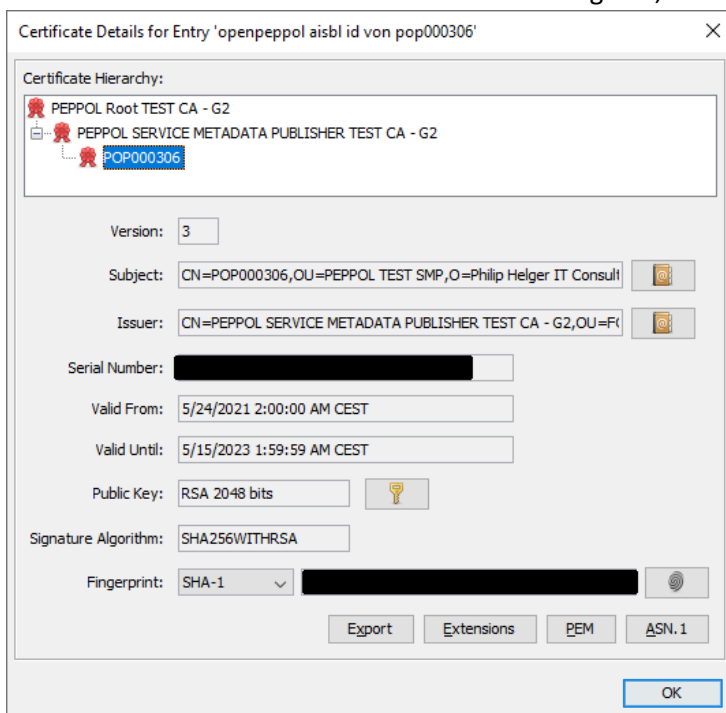 Certificate Details for Entry 'openpeppol aisbl id von pop000306'
Certificate Hierarchy:
PEPPOL Root TEST CA - G2
PEPPOL SERVICE METADATA PUBLISHER TEST CA - G2
POP000306
Version: 3
Subject: CN=POP000306,OU=PEPPOL TEST SMP,O=Philip Helger IT Consult
Issuer: CN=PEPPOL SERVICE METADATA PUBLISHER TEST CA - G2,OU=F
Serial Number:
Valid From: 5/24/2021 2:00:00 AM CEST
Valid Until: 5/15/2023 1:59:59 AM CEST
Public Key: RSA 2048 bits
Signature Algorithm: SHA256WITHRSA
Fingerprint: SHA-1
Export Extensions PEM ASN.1
OK